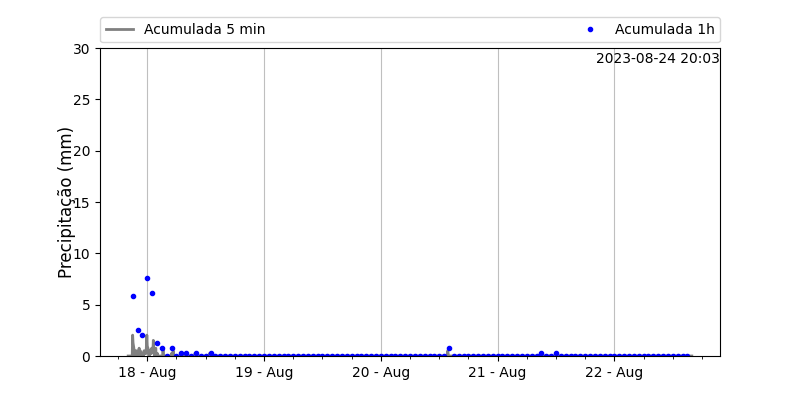 Acumulada 5 min
Acumulada 1h
2023-08-24 20:03
Precipitação (mm)
30
25
20
15
10
5
0
18 - Aug
19 - Aug
20 - Aug
21 - Aug
22 - Aug